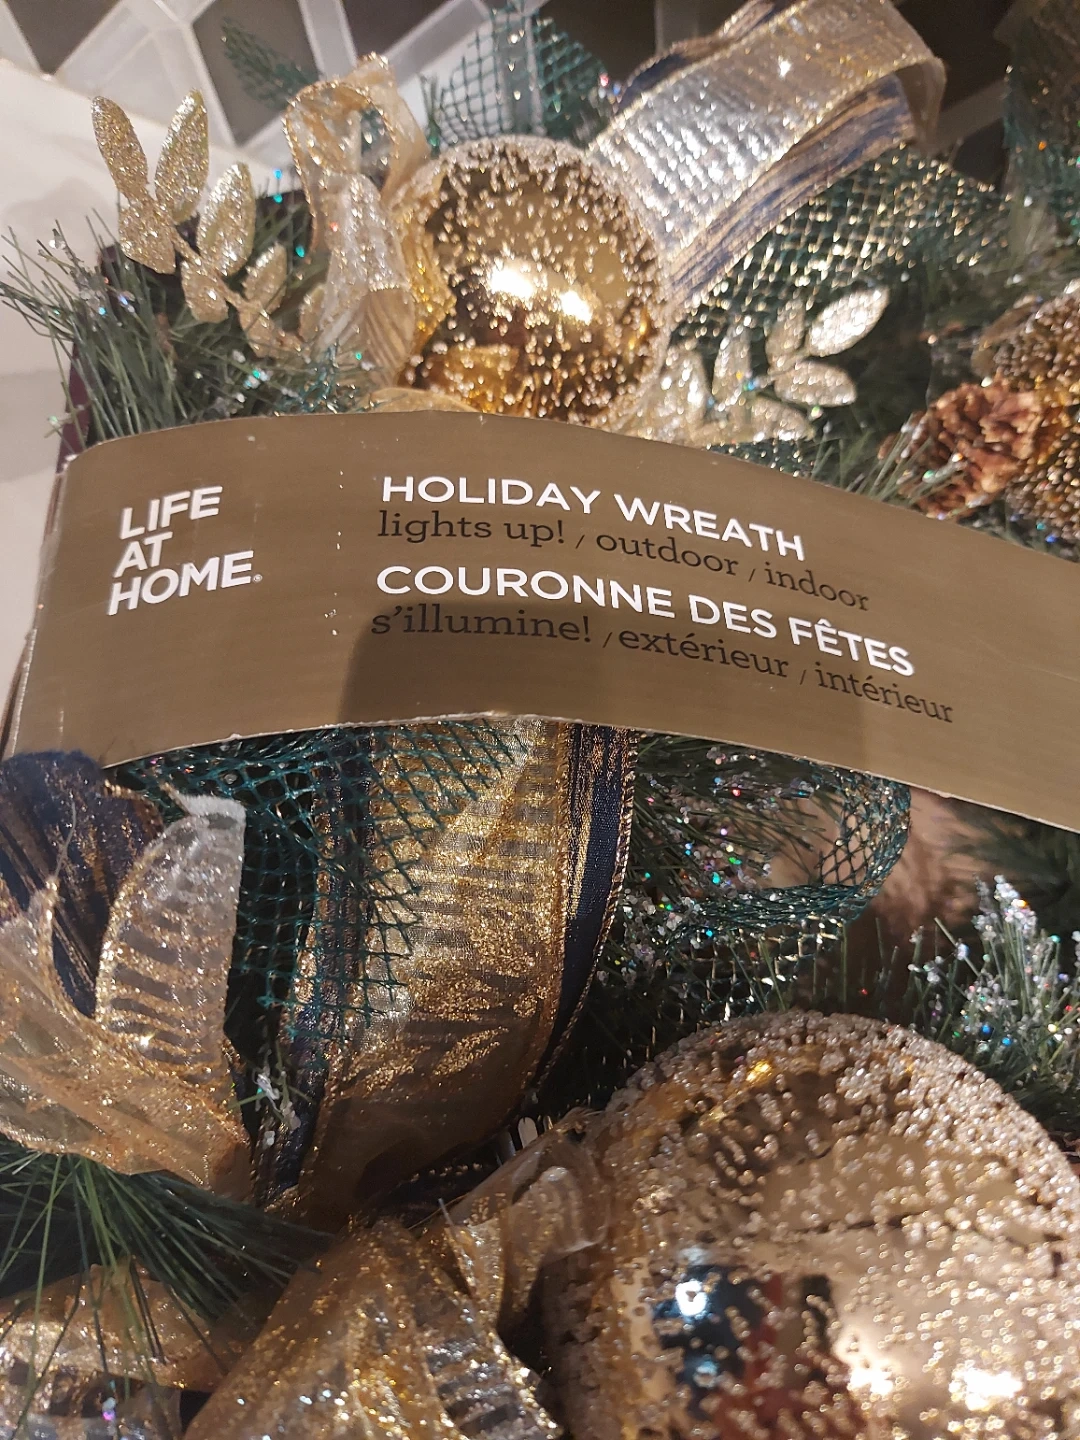 LIFE
AT
HOME®
HOLIDAY WREATH
lights up! / outdoor / indoor
COURONNE DES FÊTES
s'illumine! / extérieur / intérieur